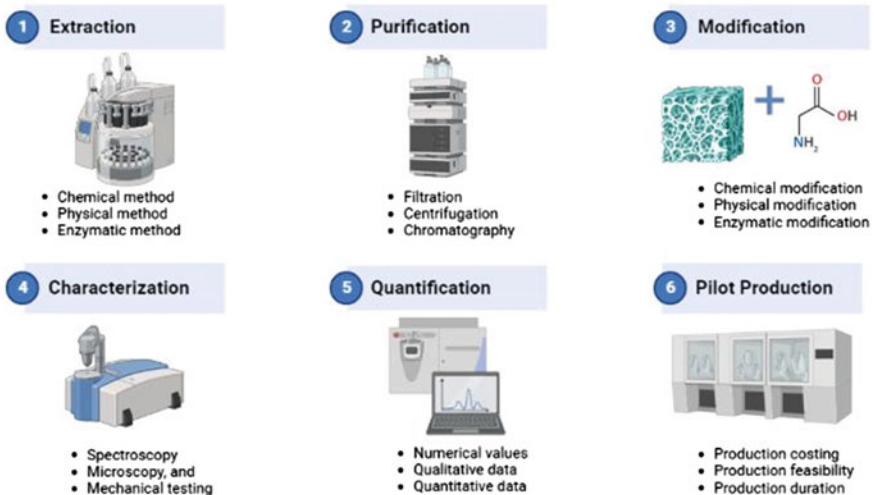 1 Extraction
• Chemical method
• Physical method
• Enzymatic method
2 Purification
• Filtration
• Centrifugation
• Chromatography
3 Modification
O
OH
NH2
• Chemical modification
• Physical modification
• Enzymatic modification
4 Characterization
• Spectroscopy
• Microscopy, and
• Mechanical testing
5 Quantification
• Numerical values
• Qualitative data
• Quantitative data
6 Pilot Production
• Production costing
• Production feasibility
• Production duration